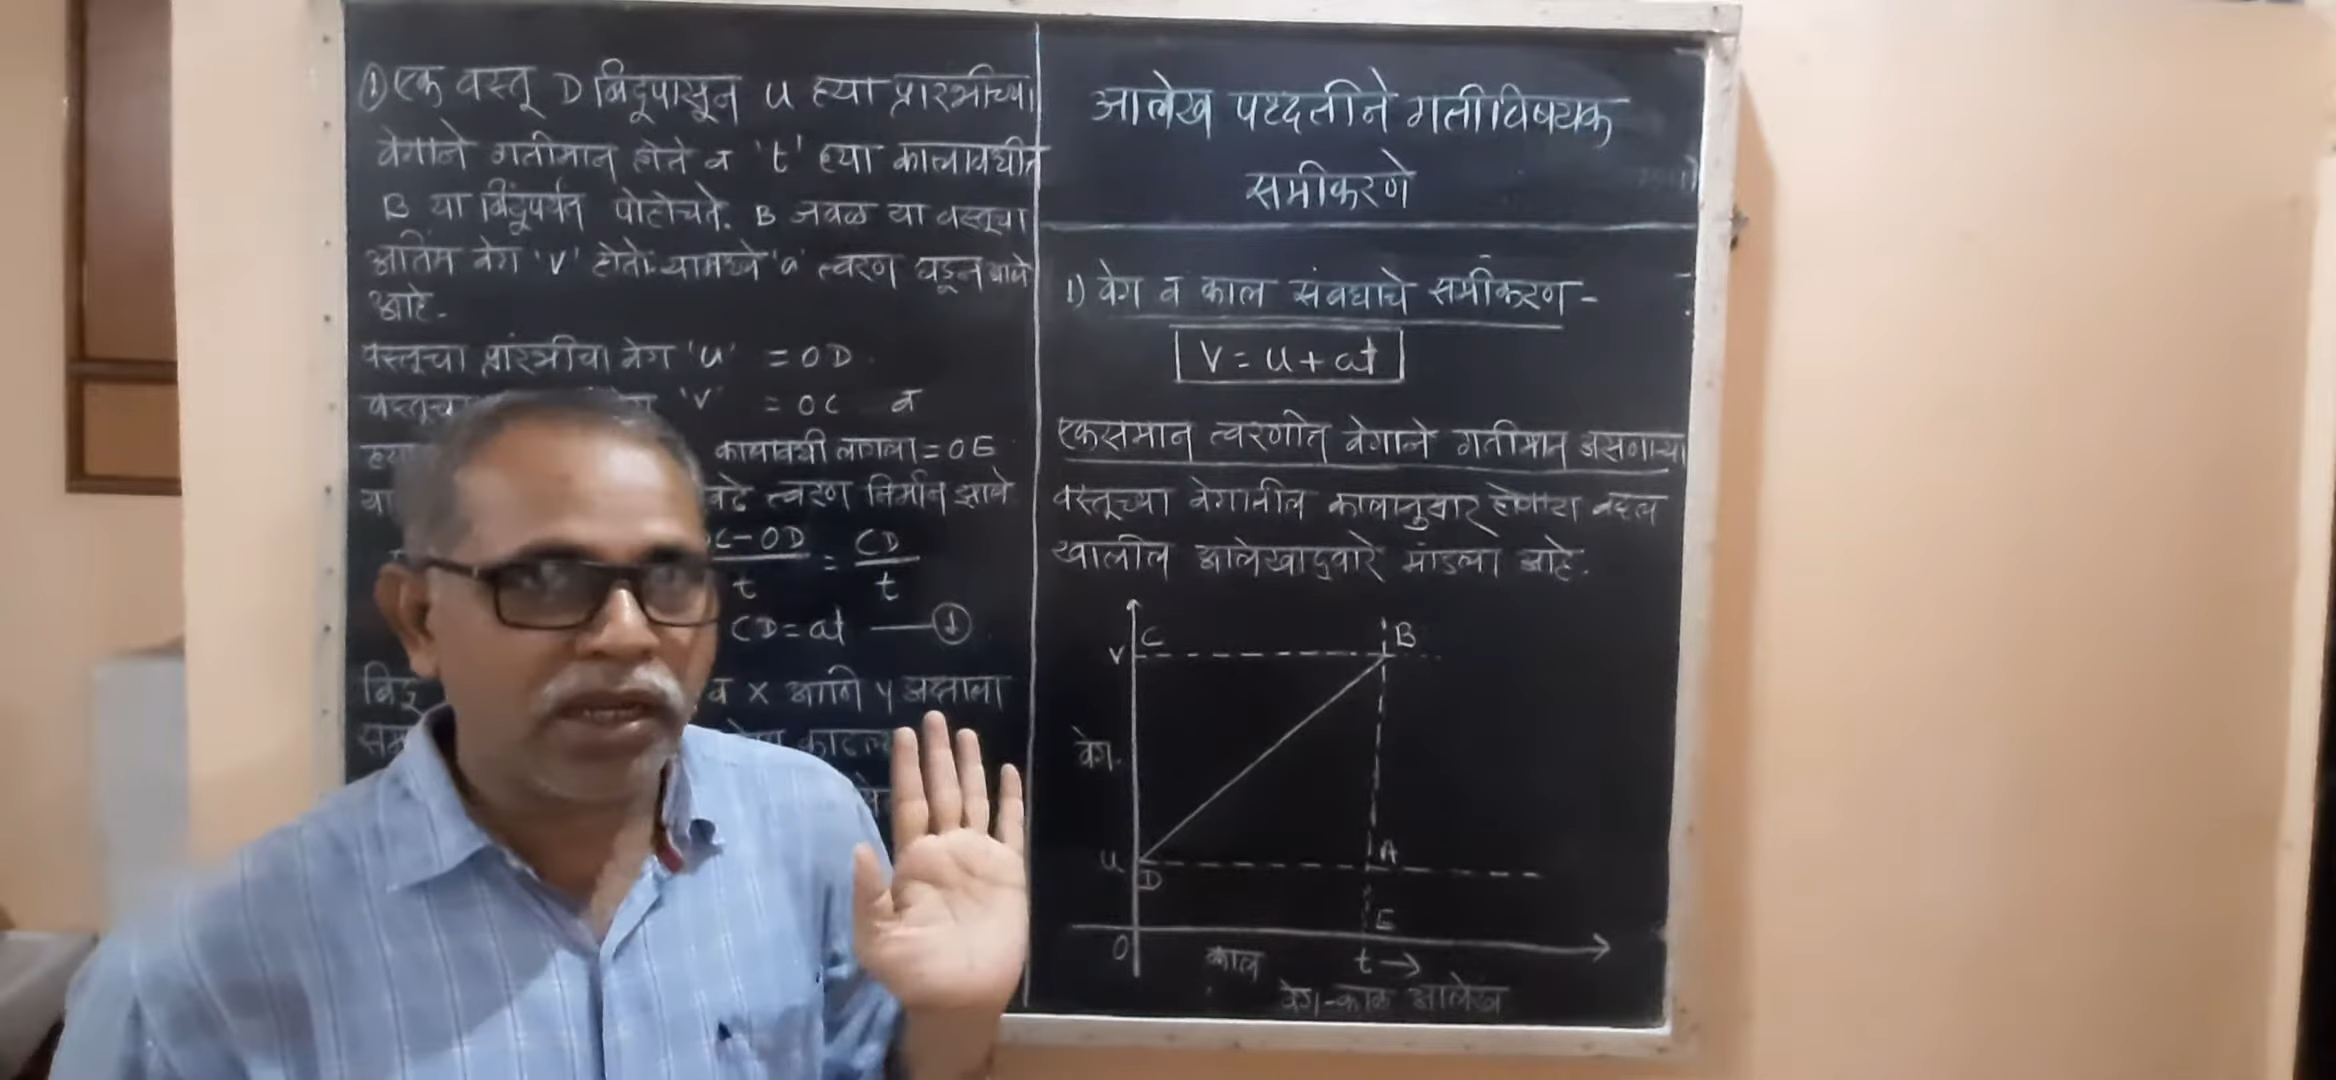 ① एक वस्तू D बिंदूपासून u ह्या प्रारंभीच्या
वेगाने गतीमान होते व 't' ह्या कालावधीत
B या बिंदूपर्यंत पोहोचते. B जवळ या वस्तूचा
अंतिम वेग 'v' होतो. यामध्ये 'a' त्वरण घडून आले
आहे.
वस्तूचा प्रारंभीचा वेग 'u' = OD
वस्तूचा 'v' = OC व
कालावधी लागला = OE
त्वरण निर्माण झाले
C-OD/t = CD/t
CD = at — ①
व x आणि y अक्षाला
आलेख पध्दतीने गतीविषयक
समीकरणे
1) वेग व काल संबंधाचे समीकरण -
V = u + at
एकसमान त्वरणीत वेगाने गतीमान असणाऱ्या
वस्तूच्या वेगातील कालानुसार होणारा बदल
खालील आलेखाद्वारे मांडला आहे.
C B
v
वेग
u A
D
E
O काल t →
वेग-काल आलेख